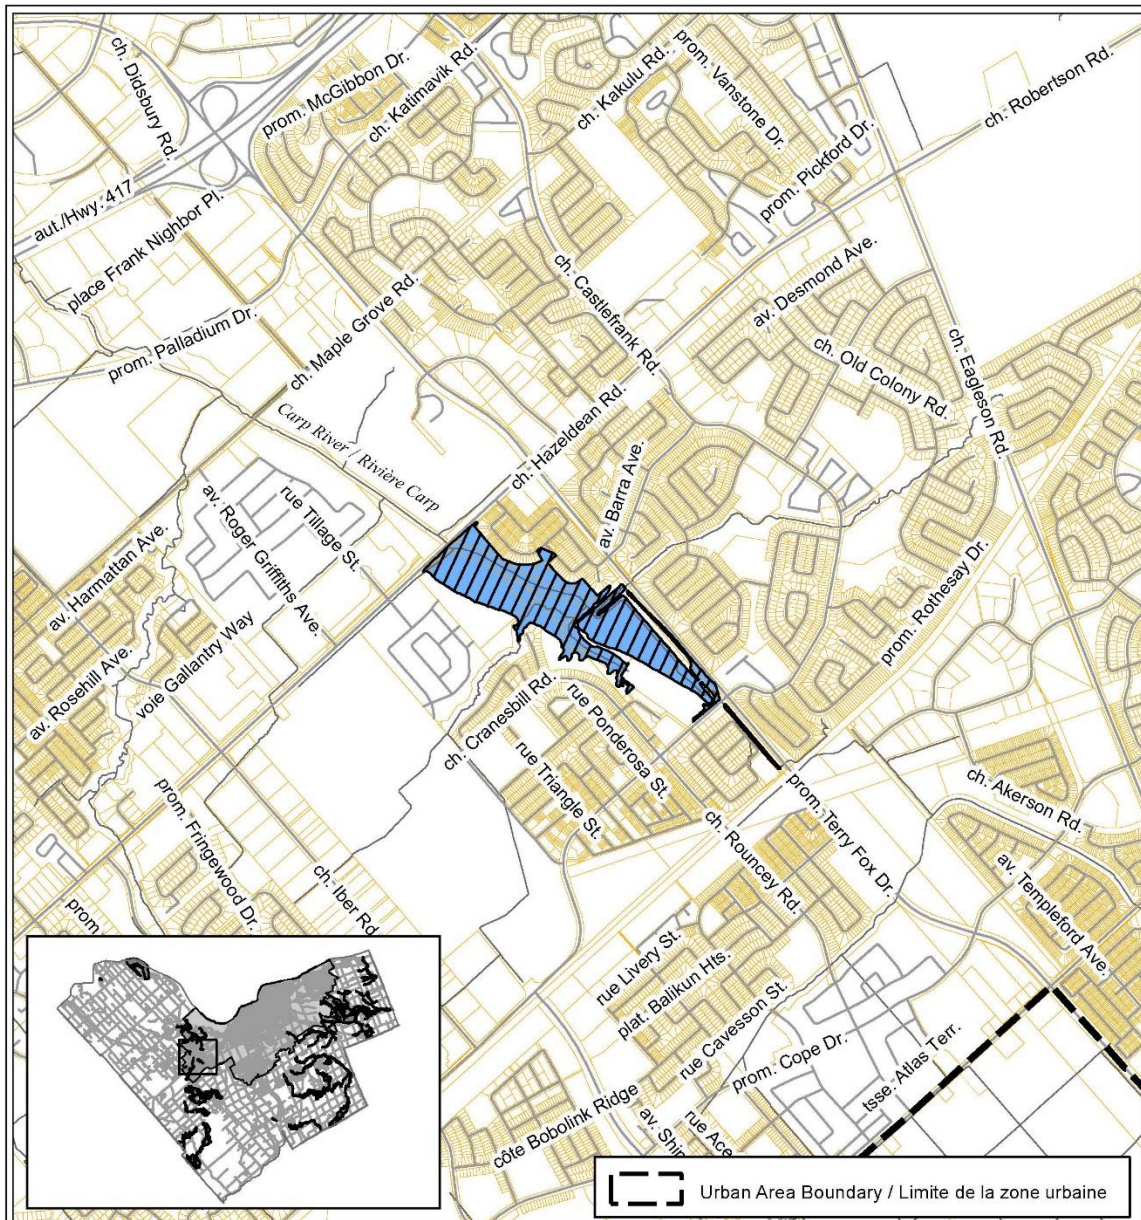 ch. Didsbury Rd.
prom. McGibbon Dr.
ch. Katimavik Rd.
ch. Kakulu Rd.
prom. Vanstone Dr.
ch. Robertson Rd.
prom. Pickford Dr.
aut./Hwy. 417
place Frank Nighbor Pl.
prom. Palladium Dr.
ch. Maple Grove Rd.
ch. Castlefrank Rd.
av. Desmond Ave.
ch. Old Colony Rd.
ch. Eagleson Rd.
Carp River / Rivière Carp
ch. Hazeldean Rd.
av. Barra Ave.
rue Tillage St.
av. Roger Griffiths Ave.
av. Harmattan Ave.
av. Rosehill Ave.
voie Gallantry Way
prom. Rothesay Dr.
ch. Cranesbill Rd.
rue Ponderosa St.
rue Triangle St.
prom. Fringewood Dr.
ch. Iber Rd.
ch. Rouncey Rd.
prom. Terry Fox Dr.
ch. Akerson Rd.
av. Templeford Ave.
prom
rue Livery St.
plat. Balikun Hts.
rue Cavesson St.
prom. Cope Dr.
tsse. Atlas Terr.
côte Bobolink Ridge
av. Shin
rue Ace
Urban Area Boundary / Limite de la zone urbaine